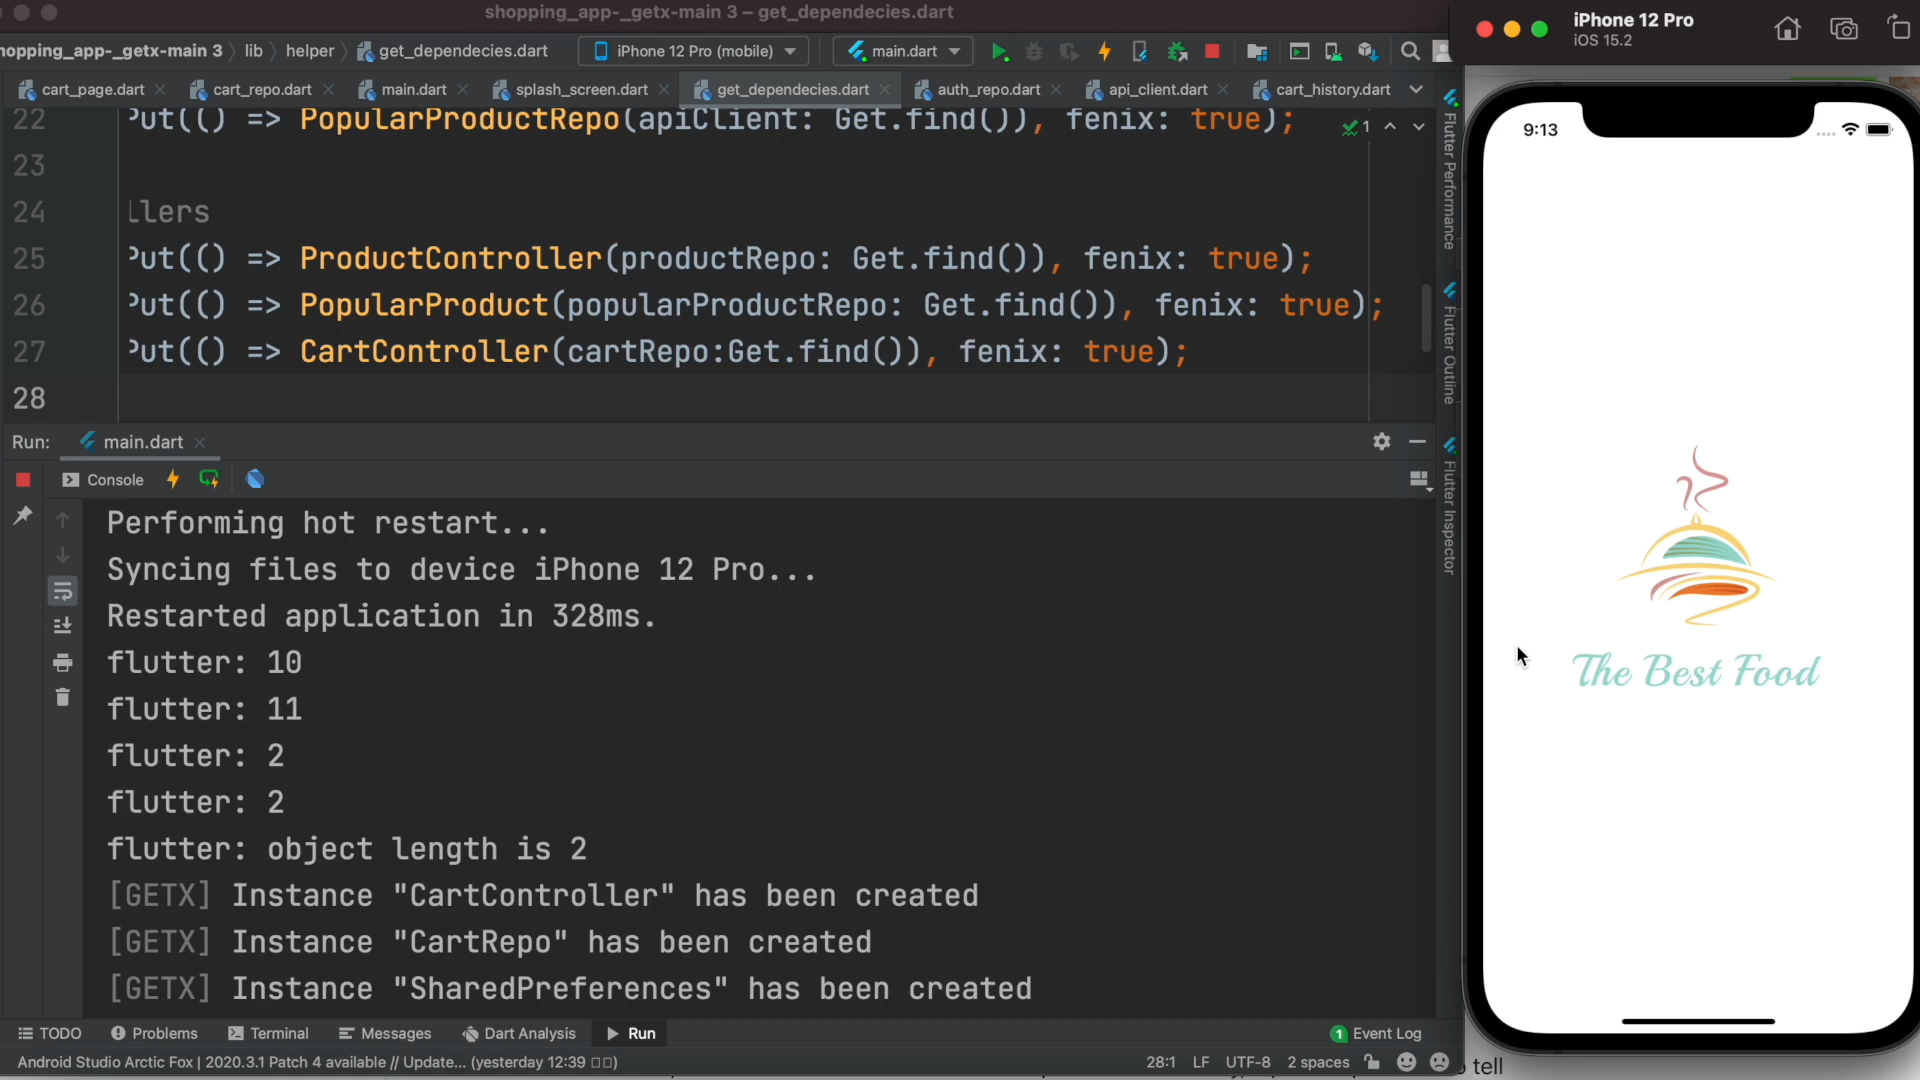 shopping_app-_getx-main 3 – get_dependecies.dart
hopping_app-_getx-main 3 〉 lib 〉 helper 〉 get_dependecies.dart
iPhone 12 Pro (mobile)
main.dart
cart_page.dart
cart_repo.dart
main.dart
splash_screen.dart
get_dependecies.dart
auth_repo.dart
api_client.dart
cart_history.dart
22 Put(() => PopularProductRepo(apiClient: Get.find()), fenix: true);
1
23
24 llers
25 Put(() => ProductController(productRepo: Get.find()), fenix: true);
26 Put(() => PopularProduct(popularProductRepo: Get.find()), fenix: true);
27 Put(() => CartController(cartRepo:Get.find()), fenix: true);
28
Run: main.dart
Console
Performing hot restart...
Syncing files to device iPhone 12 Pro...
Restarted application in 328ms.
flutter: 10
flutter: 11
flutter: 2
flutter: 2
flutter: object length is 2
[GETX] Instance "CartController" has been created
[GETX] Instance "CartRepo" has been created
[GETX] Instance "SharedPreferences" has been created
TODO
Problems
Terminal
Messages
Dart Analysis
Run
1 Event Log
Android Studio Arctic Fox | 2020.3.1 Patch 4 available // Update... (yesterday 12:39
28:1 LF UTF-8 2 spaces
Flutter Performance
Flutter Outline
Flutter Inspector
iPhone 12 Pro
iOS 15.2
9:13
The Best Food
tell